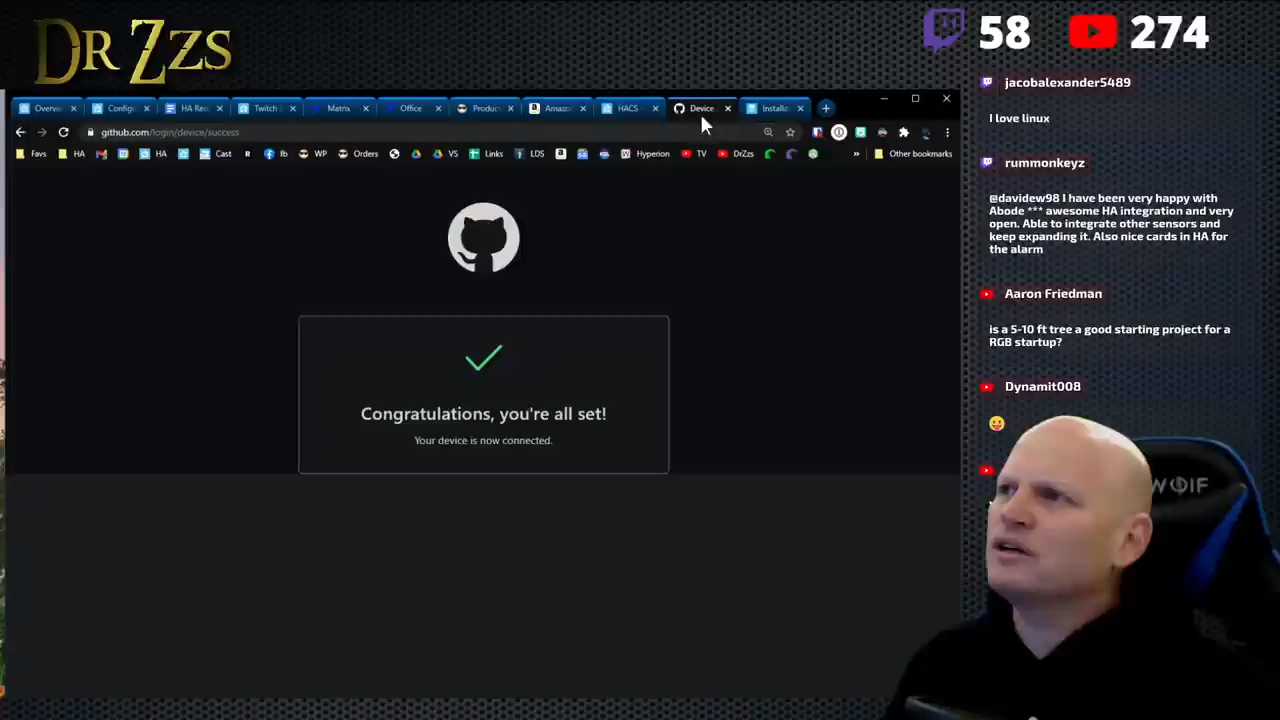 DR ZZS
58
274
Overvi
Configu
HA Rec
Twitch
Matrix
Office
Produc
Amazo
HACS
Device
Installa
github.com/login/device/success
Favs
HA
HA
Cast
R
fb
WP
Orders
VS
Links
LDS
Hyperion
TV
DrZzs
»
Other bookmarks
Congratulations, you're all set!
Your device is now connected.
jacobalexander5489
I love linux
rummonkeyz
@davidew98 I have been very happy with
Abode *** awesome HA integration and very
open. Able to integrate other sensors and
keep expanding it. Also nice cards in HA for
the alarm
Aaron Friedman
is a 5-10 ft tree a good starting project for a
RGB startup?
Dynamit008